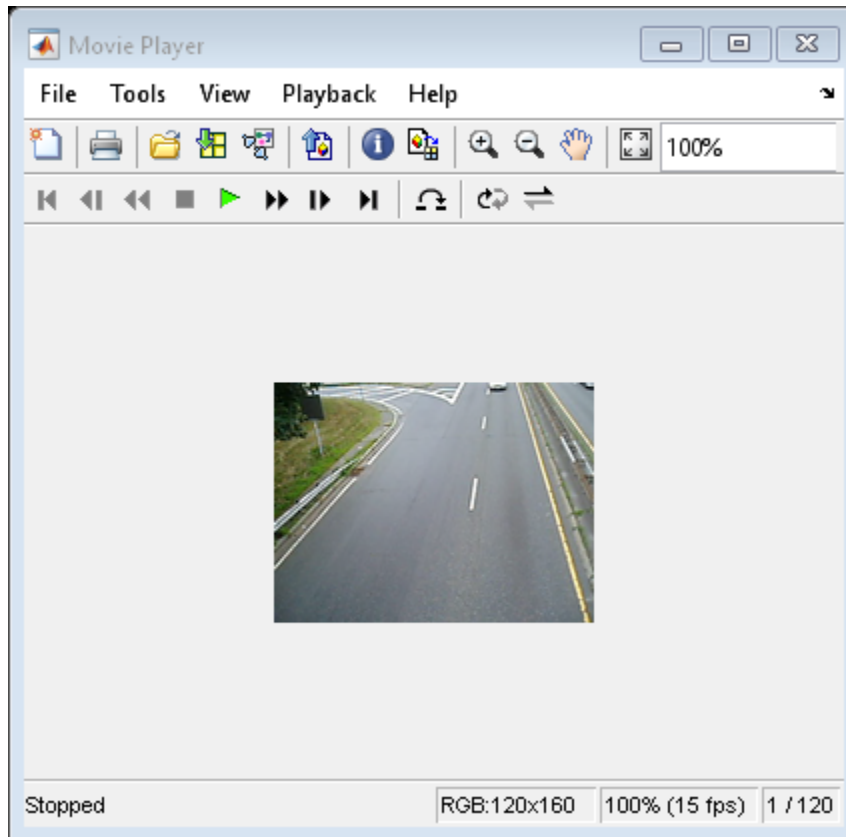 Movie Player
File Tools View Playback Help
100%
Stopped RGB:120x160 100% (15 fps) 1 / 120